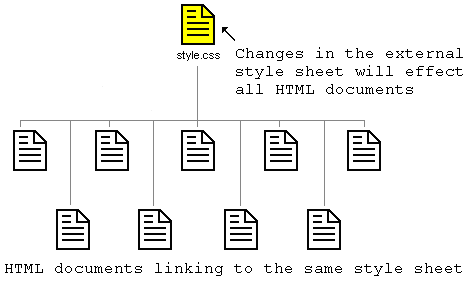 style.css
Changes in the external
style sheet will effect
all HTML documents
HTML documents linking to the same style sheet